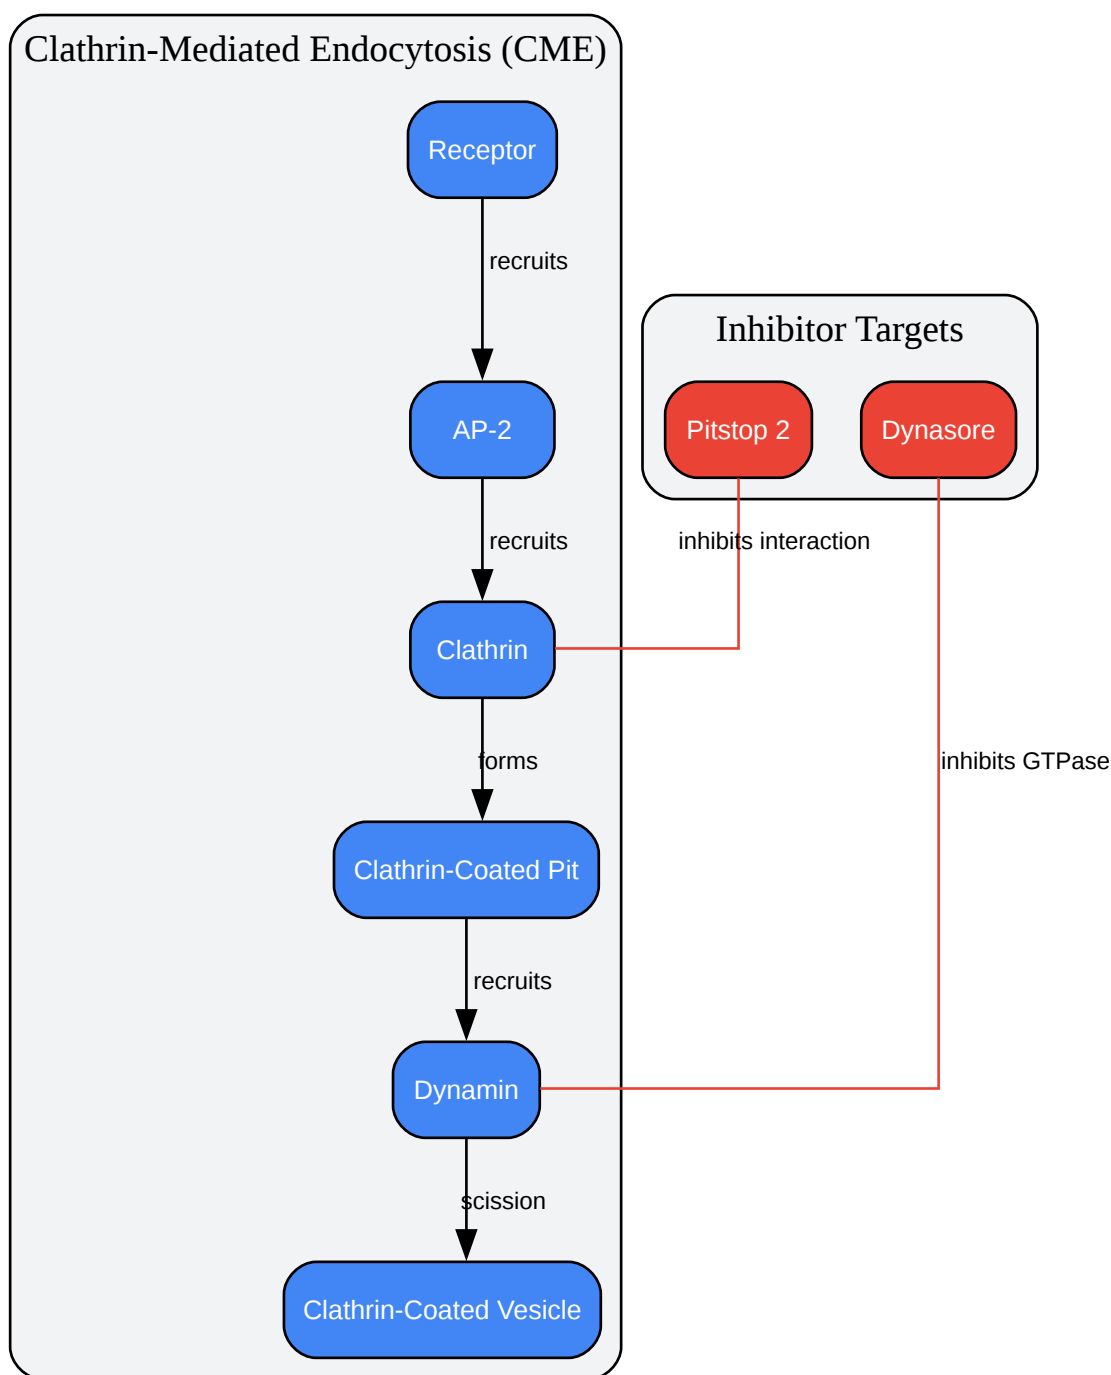 Clathrin-Mediated Endocytosis (CME)
Receptor
recruits
Inhibitor Targets
AP-2
Pitstop 2
Dynasore
recruits
inhibits interaction
Clathrin
forms
inhibits GTPase
Clathrin-Coated Pit
recruits
Dynamin
scission
Clathrin-Coated Vesicle